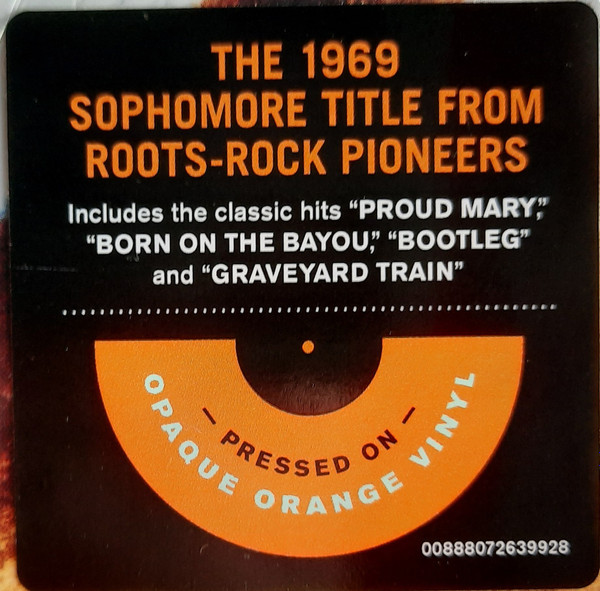 THE 1969
SOPHOMORE TITLE FROM
ROOTS-ROCK PIONEERS
Includes the classic hits “PROUD MARY,”
“BORN ON THE BAYOU,” “BOOTLEG”
and “GRAVEYARD TRAIN”
— PRESSED ON —
OPAQUE ORANGE VINYL
00888072639928